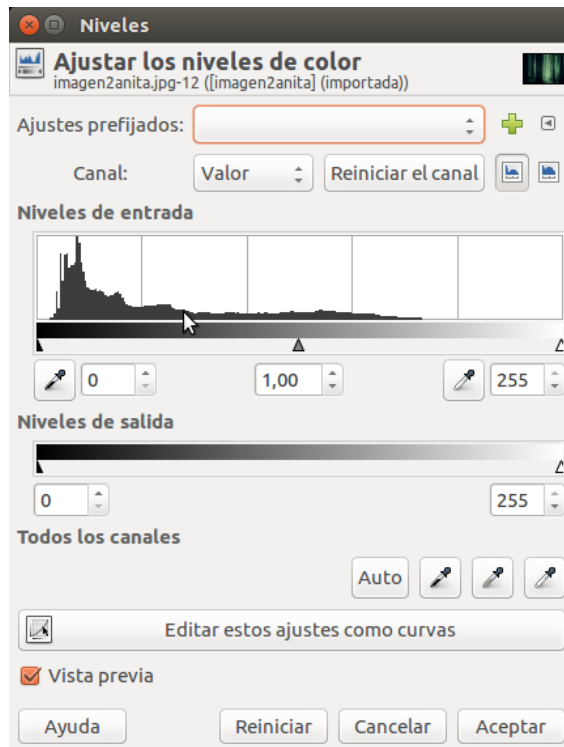 Niveles
Ajustar los niveles de color
imagen2anita.jpg-12 ([imagen2anita] (importada))
Ajustes prefijados:
Canal: Valor Reiniciar el canal
Niveles de entrada
0 1,00 255
Niveles de salida
0 255
Todos los canales
Auto
Editar estos ajustes como curvas
Vista previa
Ayuda Reiniciar Cancelar Aceptar